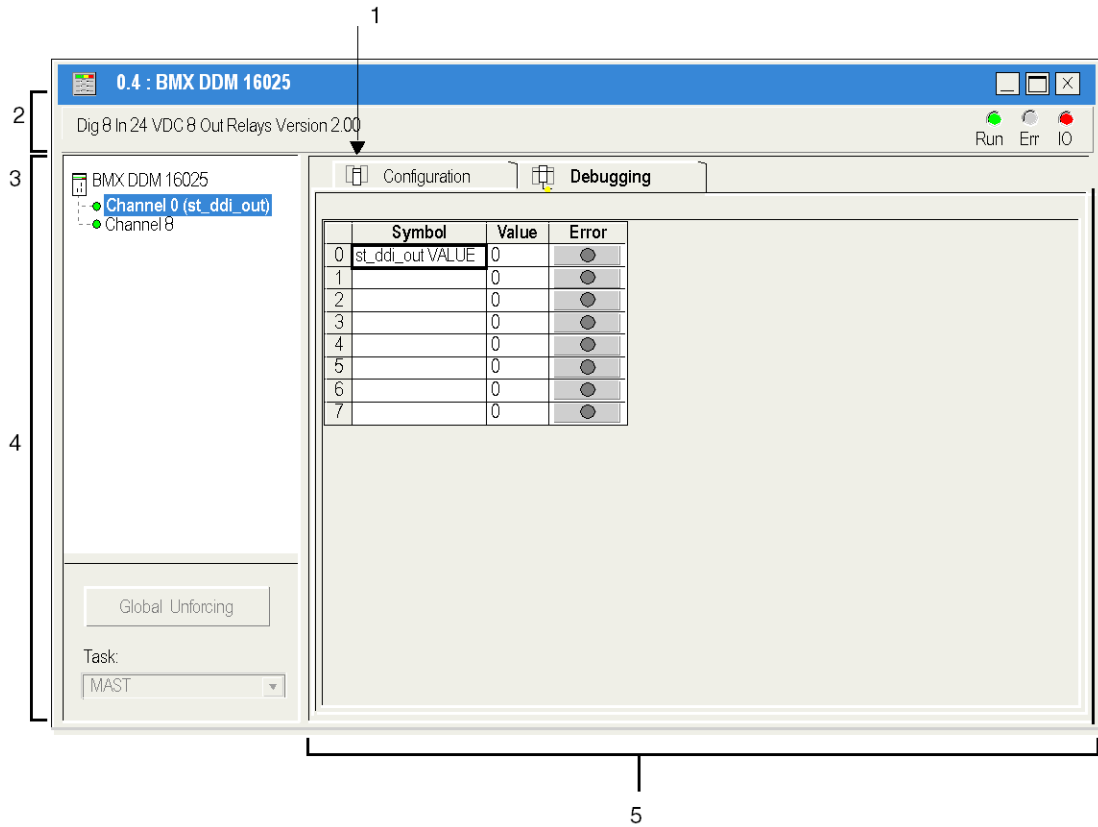 1
0.4 : BMX DDM 16025
2
Dig 8 In 24 VDC 8 Out Relays Version 2.00
Run Err IO
3
BMX DDM 16025
Channel 0 (st_ddi_out)
Channel 8
Configuration
Debugging
Symbol Value Error
0 st_ddi_out VALUE 0
1 0
2 0
3 0
4 0
5 0
6 0
7 0
4
Global Unforcing
Task:
MAST
5